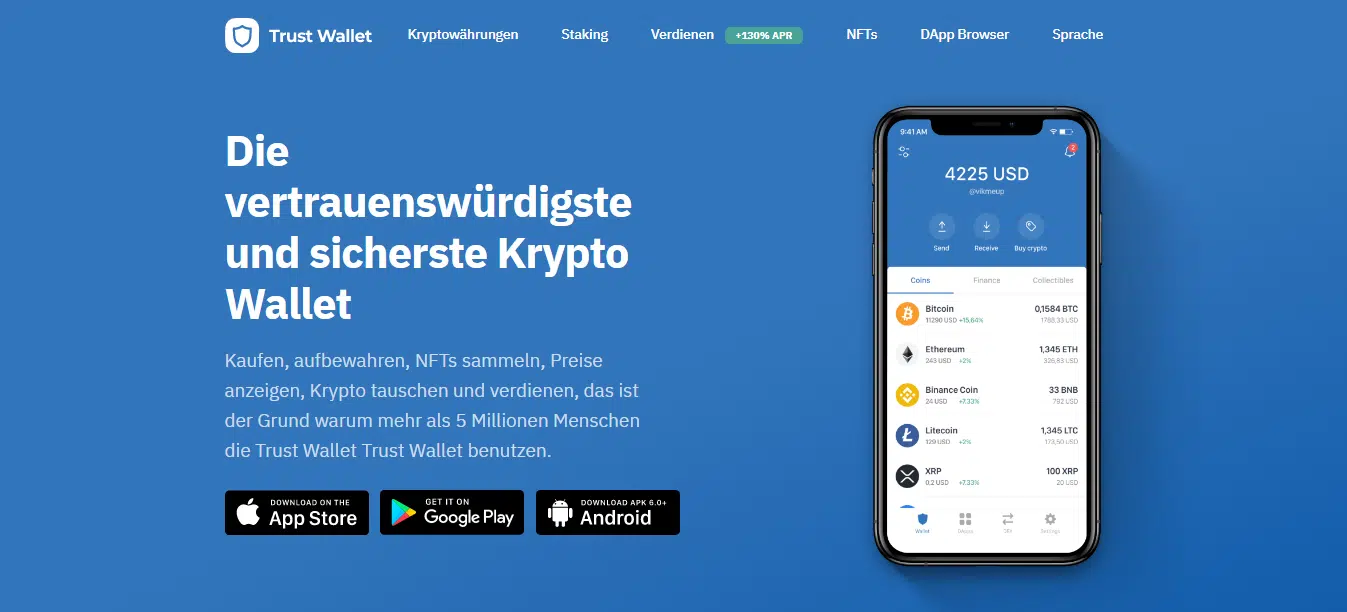 Trust Wallet
Kryptowährungen
Staking
Verdienen +130% APR
NFTs
DApp Browser
Sprache
Die
vertrauenswürdigste
und sicherste Krypto
Wallet
Kaufen, aufbewahren, NFTs sammeln, Preise
anzeigen, Krypto tauschen und verdienen, das ist
der Grund warum mehr als 5 Millionen Menschen
die Trust Wallet Trust Wallet benutzen.
DOWNLOAD ON THE
App Store
GET IT ON
Google Play
DOWNLOAD APK 6.0+
Android
9:41 AM
2
4225 USD
@vikmeup
Send Receive Buy crypto
Coins Finance Collectibles
Bitcoin 0,1584 BTC
11290 USD +15,64% 1788,33 USD
Ethereum 1,345 ETH
243 USD +2% 326,83 USD
Binance Coin 33 BNB
24 USD +7,33% 792 USD
Litecoin 1,345 LTC
129 USD +2% 173,50 USD
XRP 100 XRP
0,2 USD +7,33% 20 USD
Wallet DApps Settings